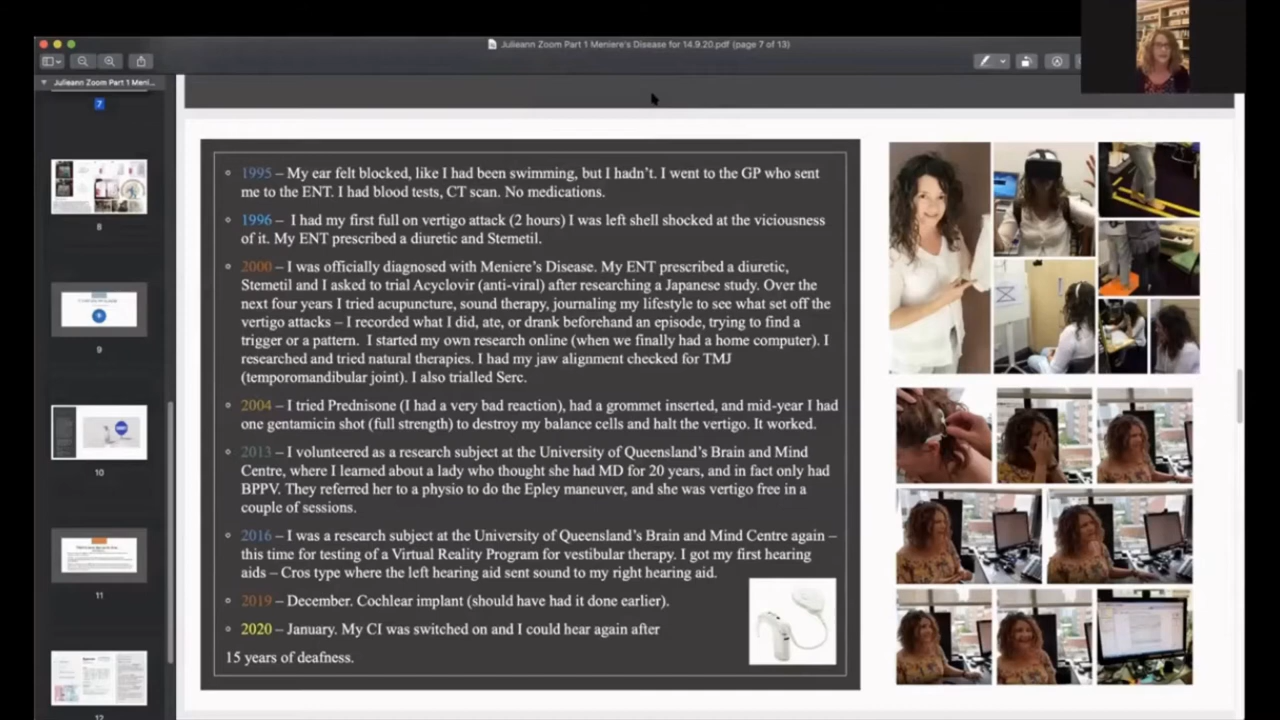 Julieann Zoom Part 1 Meniere's Disease for 14.9.20.pdf (page 7 of 13)
Julieann Zoom Part 1 Meni...
7
8
9
10
11
12
1995 – My ear felt blocked, like I had been swimming, but I hadn't. I went to the GP who sent
me to the ENT. I had blood tests, CT scan. No medications.
1996 – I had my first full on vertigo attack (2 hours) I was left shell shocked at the viciousness
of it. My ENT prescribed a diuretic and Stemetil.
2000 – I was officially diagnosed with Meniere's Disease. My ENT prescribed a diuretic,
Stemetil and I asked to trial Acyclovir (anti-viral) after researching a Japanese study. Over the
next four years I tried acupuncture, sound therapy, journaling my lifestyle to see what set off the
vertigo attacks – I recorded what I did, ate, or drank beforehand an episode, trying to find a
trigger or a pattern. I started my own research online (when we finally had a home computer). I
researched and tried natural therapies. I had my jaw alignment checked for TMJ
(temporomandibular joint). I also trialled Serc.
2004 – I tried Prednisone (I had a very bad reaction), had a grommet inserted, and mid-year I had
one gentamicin shot (full strength) to destroy my balance cells and halt the vertigo. It worked.
2013 – I volunteered as a research subject at the University of Queensland's Brain and Mind
Centre, where I learned about a lady who thought she had MD for 20 years, and in fact only had
BPPV. They referred her to a physio to do the Epley maneuver, and she was vertigo free in a
couple of sessions.
2016 – I was a research subject at the University of Queensland's Brain and Mind Centre again –
this time for testing of a Virtual Reality Program for vestibular therapy. I got my first hearing
aids – Cros type where the left hearing aid sent sound to my right hearing aid.
2019 – December. Cochlear implant (should have had it done earlier).
2020 – January. My CI was switched on and I could hear again after
15 years of deafness.